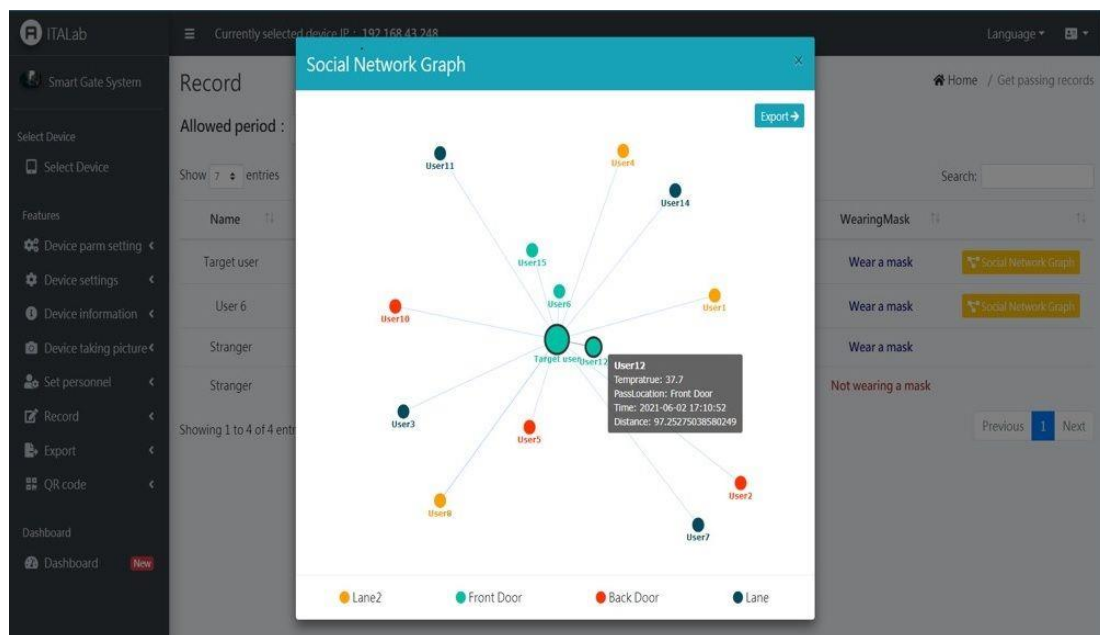 ITALab
Currently selected device IP : 192.168.43.248
Language
Smart Gate System
Record
Home / Get passing records
Allowed period :
Select Device
Select Device
Show 7 entries
Search:
Features
Name
WearingMask
Device parm setting
Target user
Wear a mask
Social Network Graph
Device settings
User 6
Wear a mask
Social Network Graph
Device information
Stranger
Wear a mask
Device taking picture
Stranger
Not wearing a mask
Set personnel
Record
Showing 1 to 4 of 4 entr
Previous 1 Next
Export
QR code
Dashboard
Dashboard
New
Social Network Graph
x
Export
User11
User4
User14
User15
User6
User1
User10
Target user
User12
User12
Tempratrue: 37.7
PassLocation: Front Door
Time: 2021-06-02 17:10:52
Distance: 97.25275038580249
User3
User5
User2
User7
Lane2
Front Door
Back Door
Lane